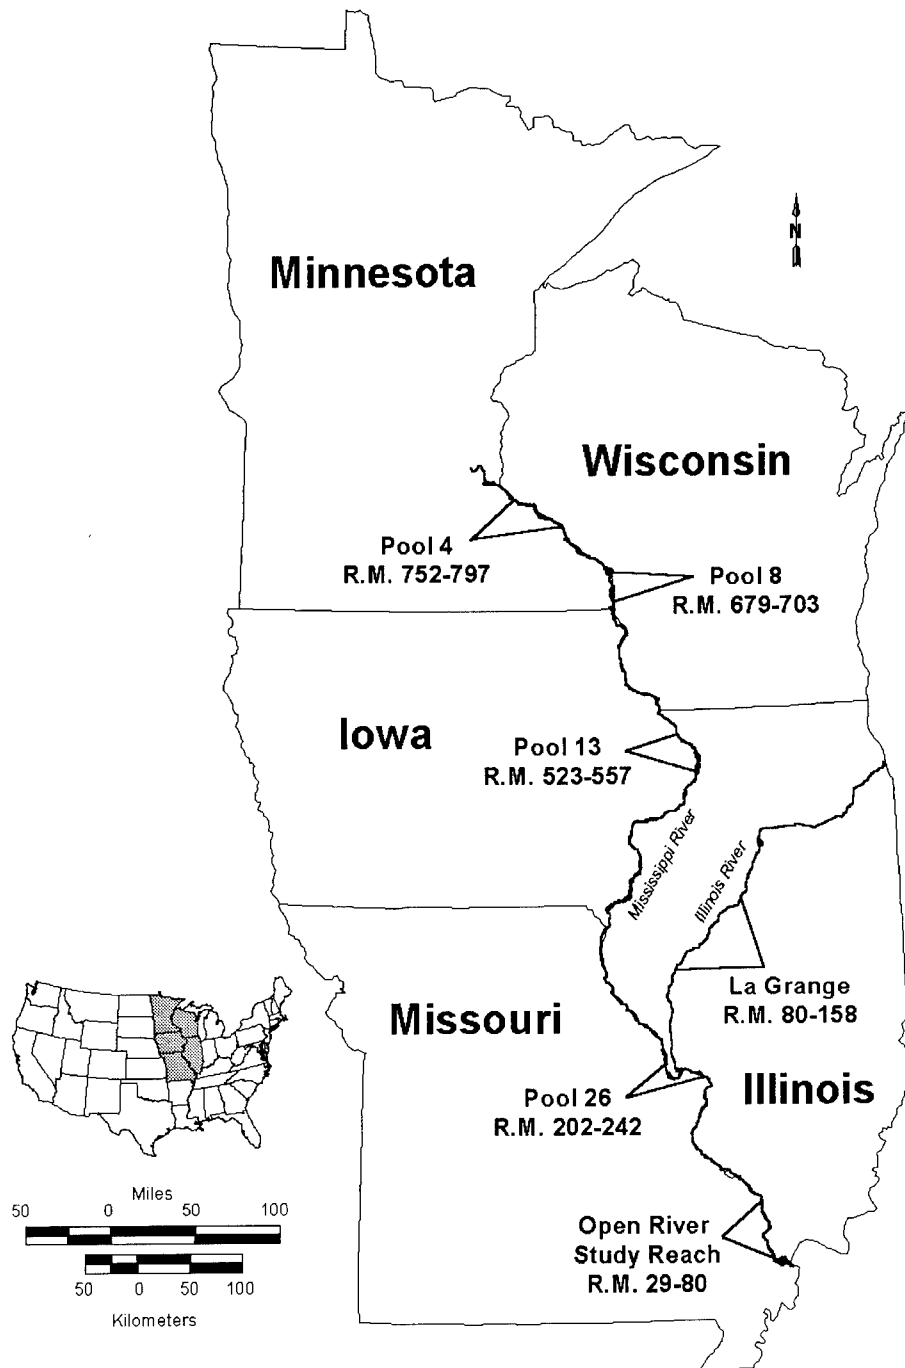 Minnesota
N
Wisconsin
Pool 4
R.M. 752-797
Pool 8
R.M. 679-703
Iowa
Pool 13
R.M. 523-557
Mississippi River
Illinois River
La Grange
R.M. 80-158
Missouri
Pool 26
R.M. 202-242
Illinois
Miles
50 0 50 100
50 0 50 100
Kilometers
Open River
Study Reach
R.M. 29-80